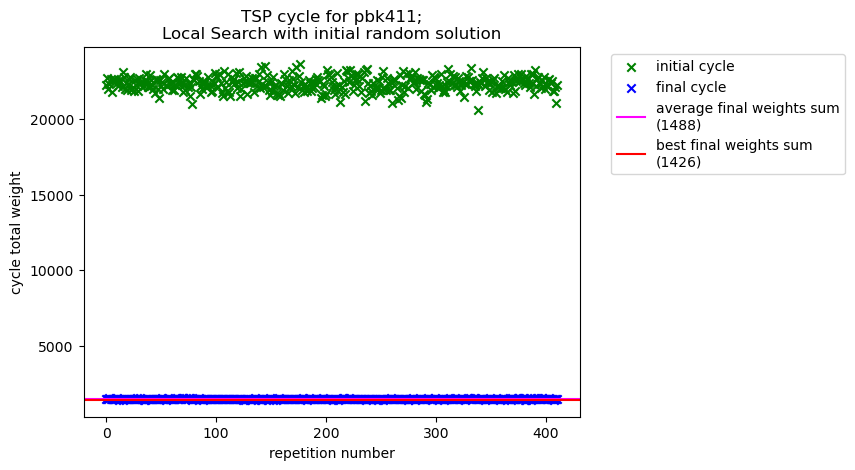 TSP cycle for pbk411;
Local Search with initial random solution
20000
15000
10000
5000
cycle total weight
0
100
200
300
400
repetition number
initial cycle
final cycle
average final weights sum
(1488)
best final weights sum
(1426)